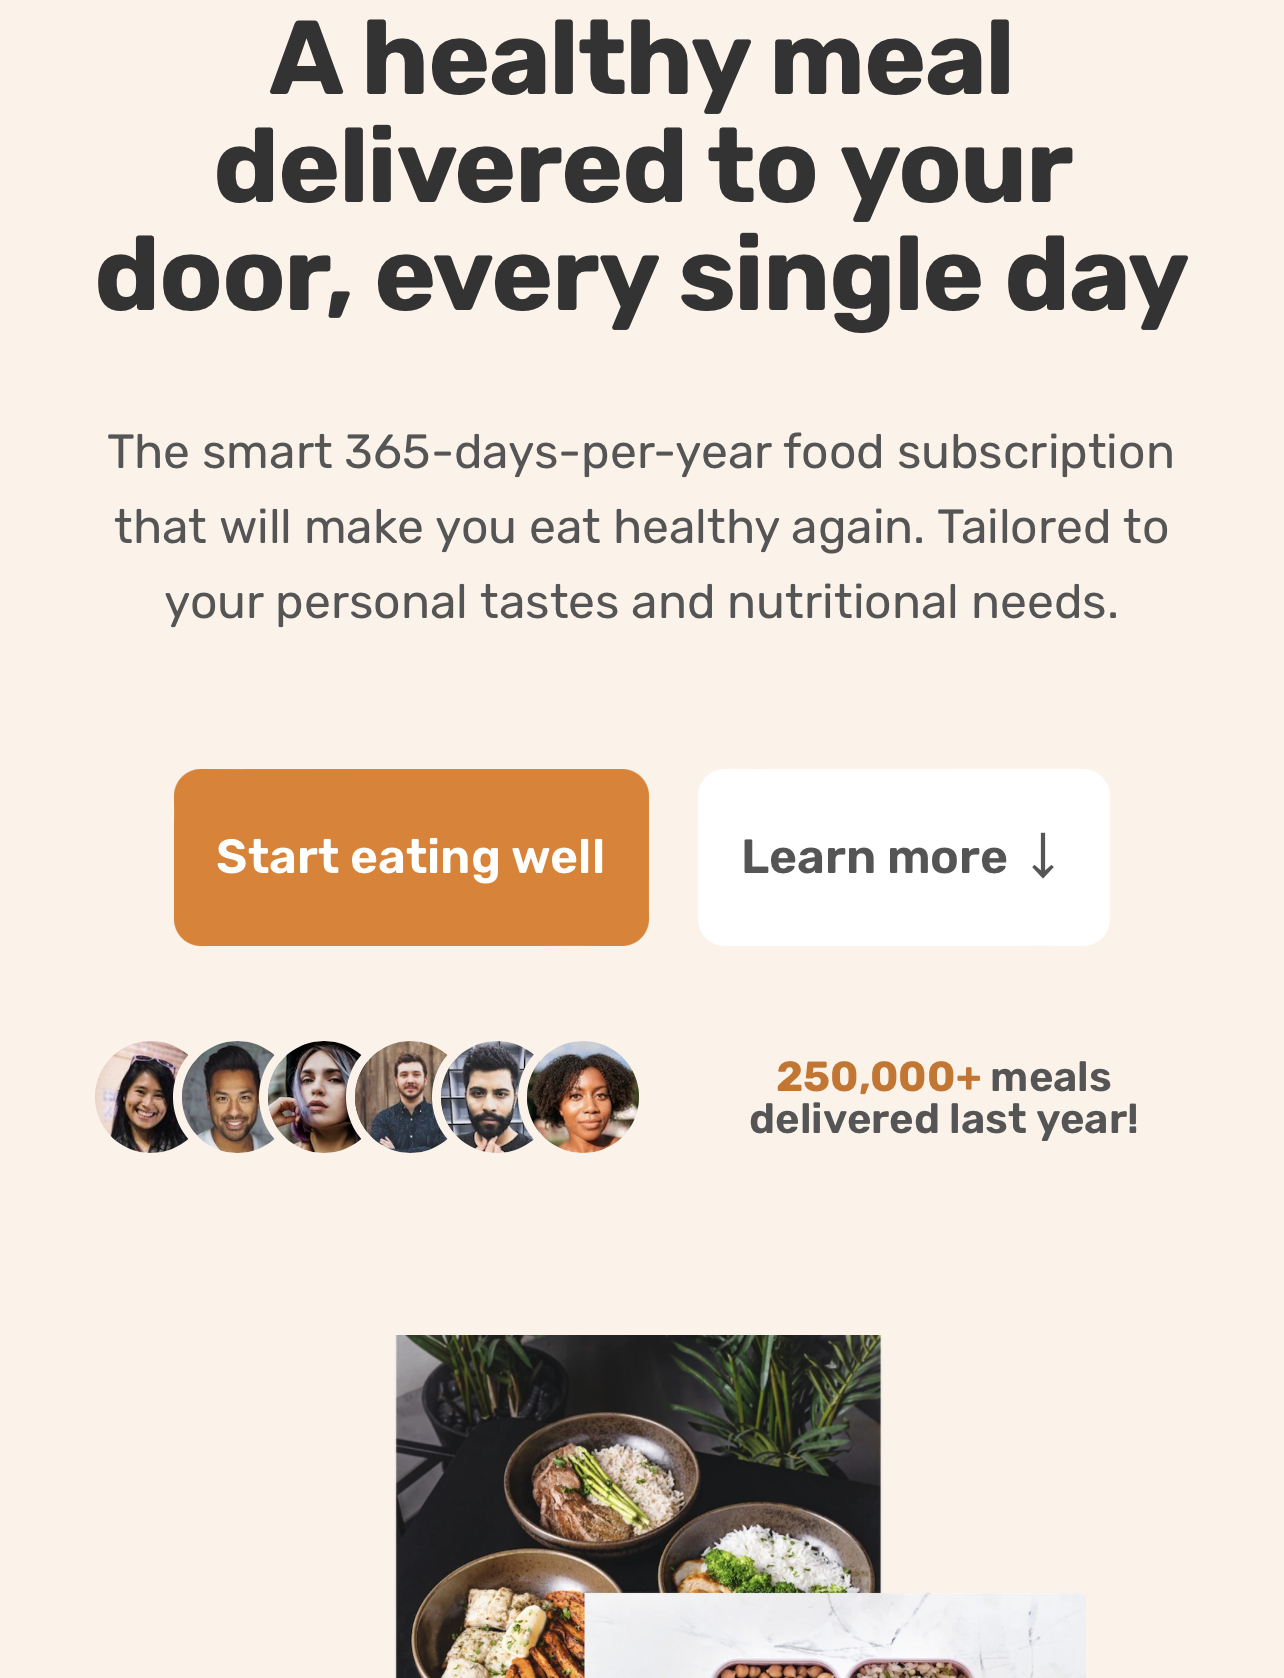 A healthy meal
delivered to your
door, every single day
The smart 365-days-per-year food subscription
that will make you eat healthy again. Tailored to
your personal tastes and nutritional needs.
Start eating well
Learn more ↓
250,000+ meals
delivered last year!